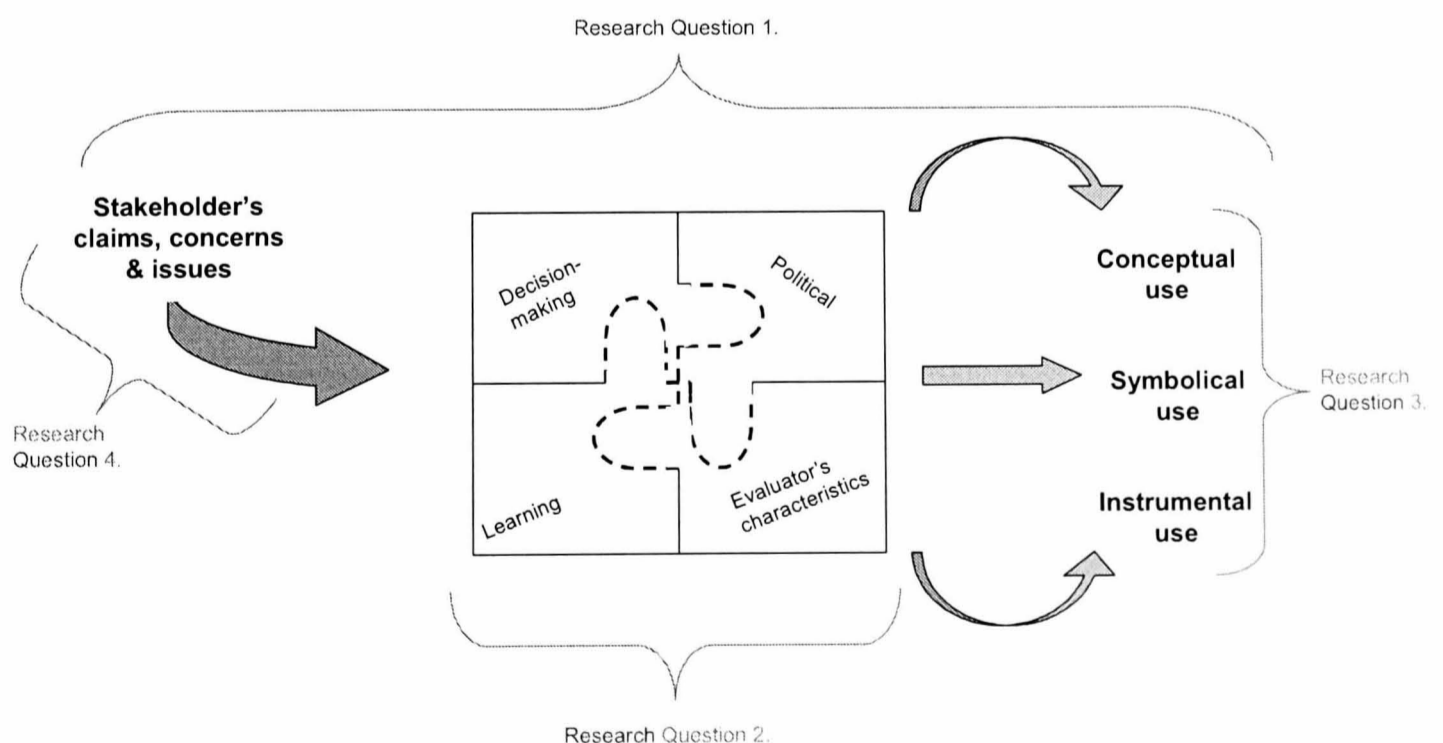 Research Question 1.
Stakeholder's
claims, concerns
& issues
Decision-
making
Political
Conceptual
use
Symbolical
use
Research
Question 3.
Research
Question 4.
Learning
Evaluator's
characteristics
Instrumental
use
Research Question 2.